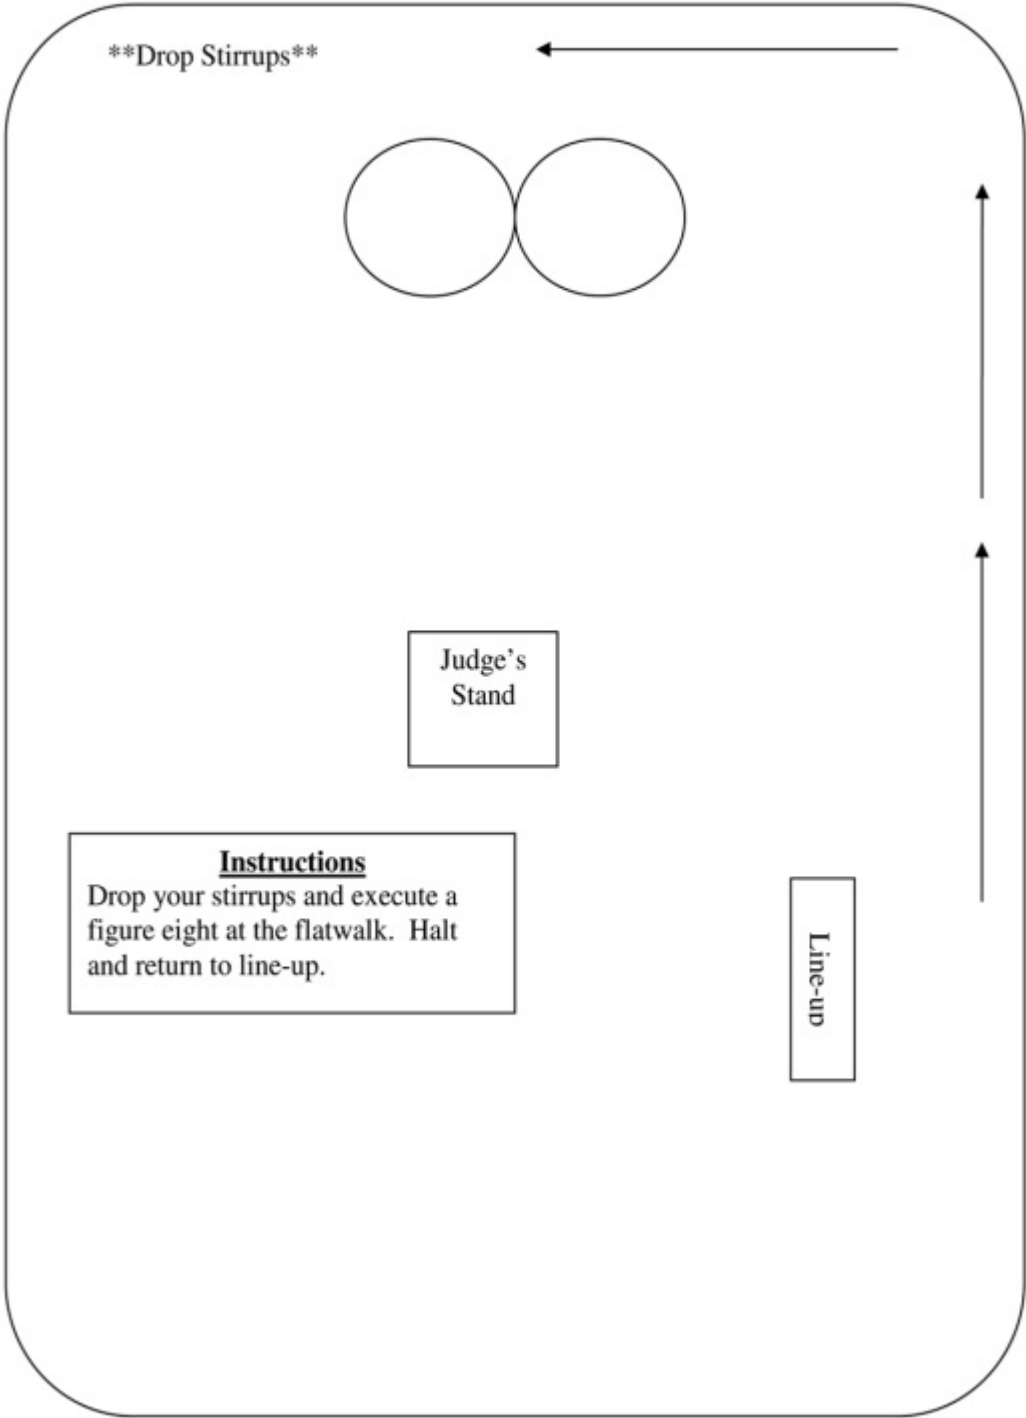 **Drop Stirrups**
Judge’s
Stand
Instructions
Drop your stirrups and execute a
figure eight at the flatwalk.  Halt
and return to line-up.
Line-up